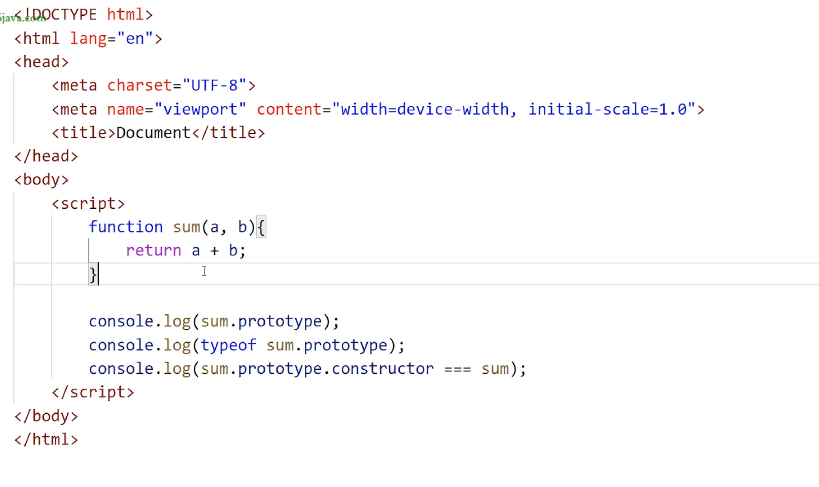 <!DOCTYPE html>
<html lang="en">
<head>
    <meta charset="UTF-8">
    <meta name="viewport" content="width=device-width, initial-scale=1.0">
    <title>Document</title>
</head>
<body>
    <script>
        function sum(a, b){
            return a + b;
        }

        console.log(sum.prototype);
        console.log(typeof sum.prototype);
        console.log(sum.prototype.constructor === sum);
    </script>
</body>
</html>